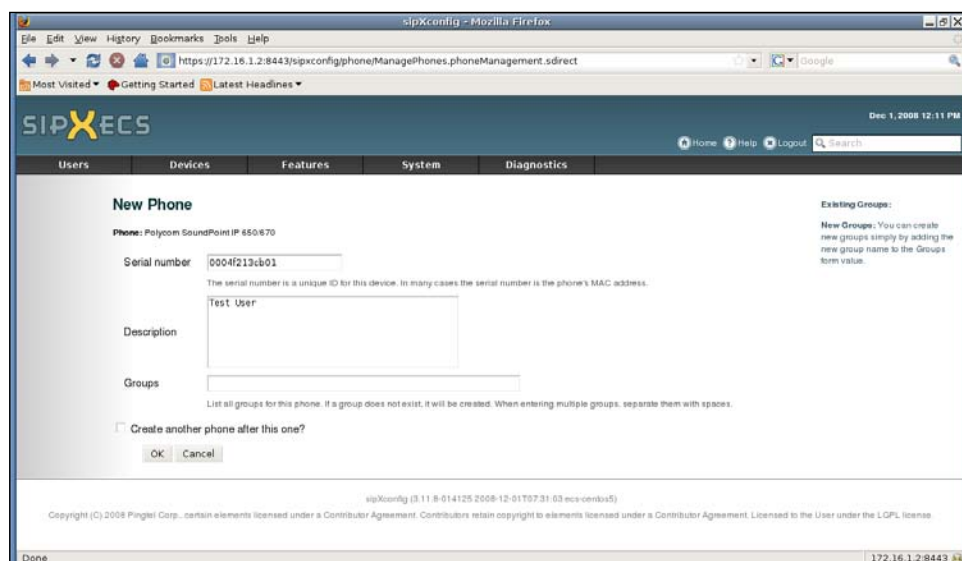 sipXconfig - Mozilla Firefox
File Edit View History Bookmarks Tools Help
https://172.16.1.2:8443/sipxconfig/phone/ManagePhones.phoneManagement.sdirect
Google
Most Visited Getting Started Latest Headlines
SIPXECS
Dec 1, 2008 12:11 PM
Home Help Logout Search
Users Devices Features System Diagnostics
New Phone
Phone: Polycom SoundPoint IP 650/670
Serial number 0004f213cb01
The serial number is a unique ID for this device. In many cases the serial number is the phone's MAC address.
Description Test User
Groups
List all groups for this phone. If a group does not exist, it will be created. When entering multiple groups, separate them with spaces.
Create another phone after this one?
OK Cancel
Existing Groups:
New Groups: You can create
new groups simply by adding the
new group name to the Groups
form value.
sipXconfig (3.11.8-014125 2008-12-01T07:31:03 ecs-centos5)
Copyright (C) 2008 Pingtel Corp., certain elements licensed under a Contributor Agreement. Contributors retain copyright to elements licensed under a Contributor Agreement. Licensed to the User under the LGPL license.
Done
172.16.1.2:8443